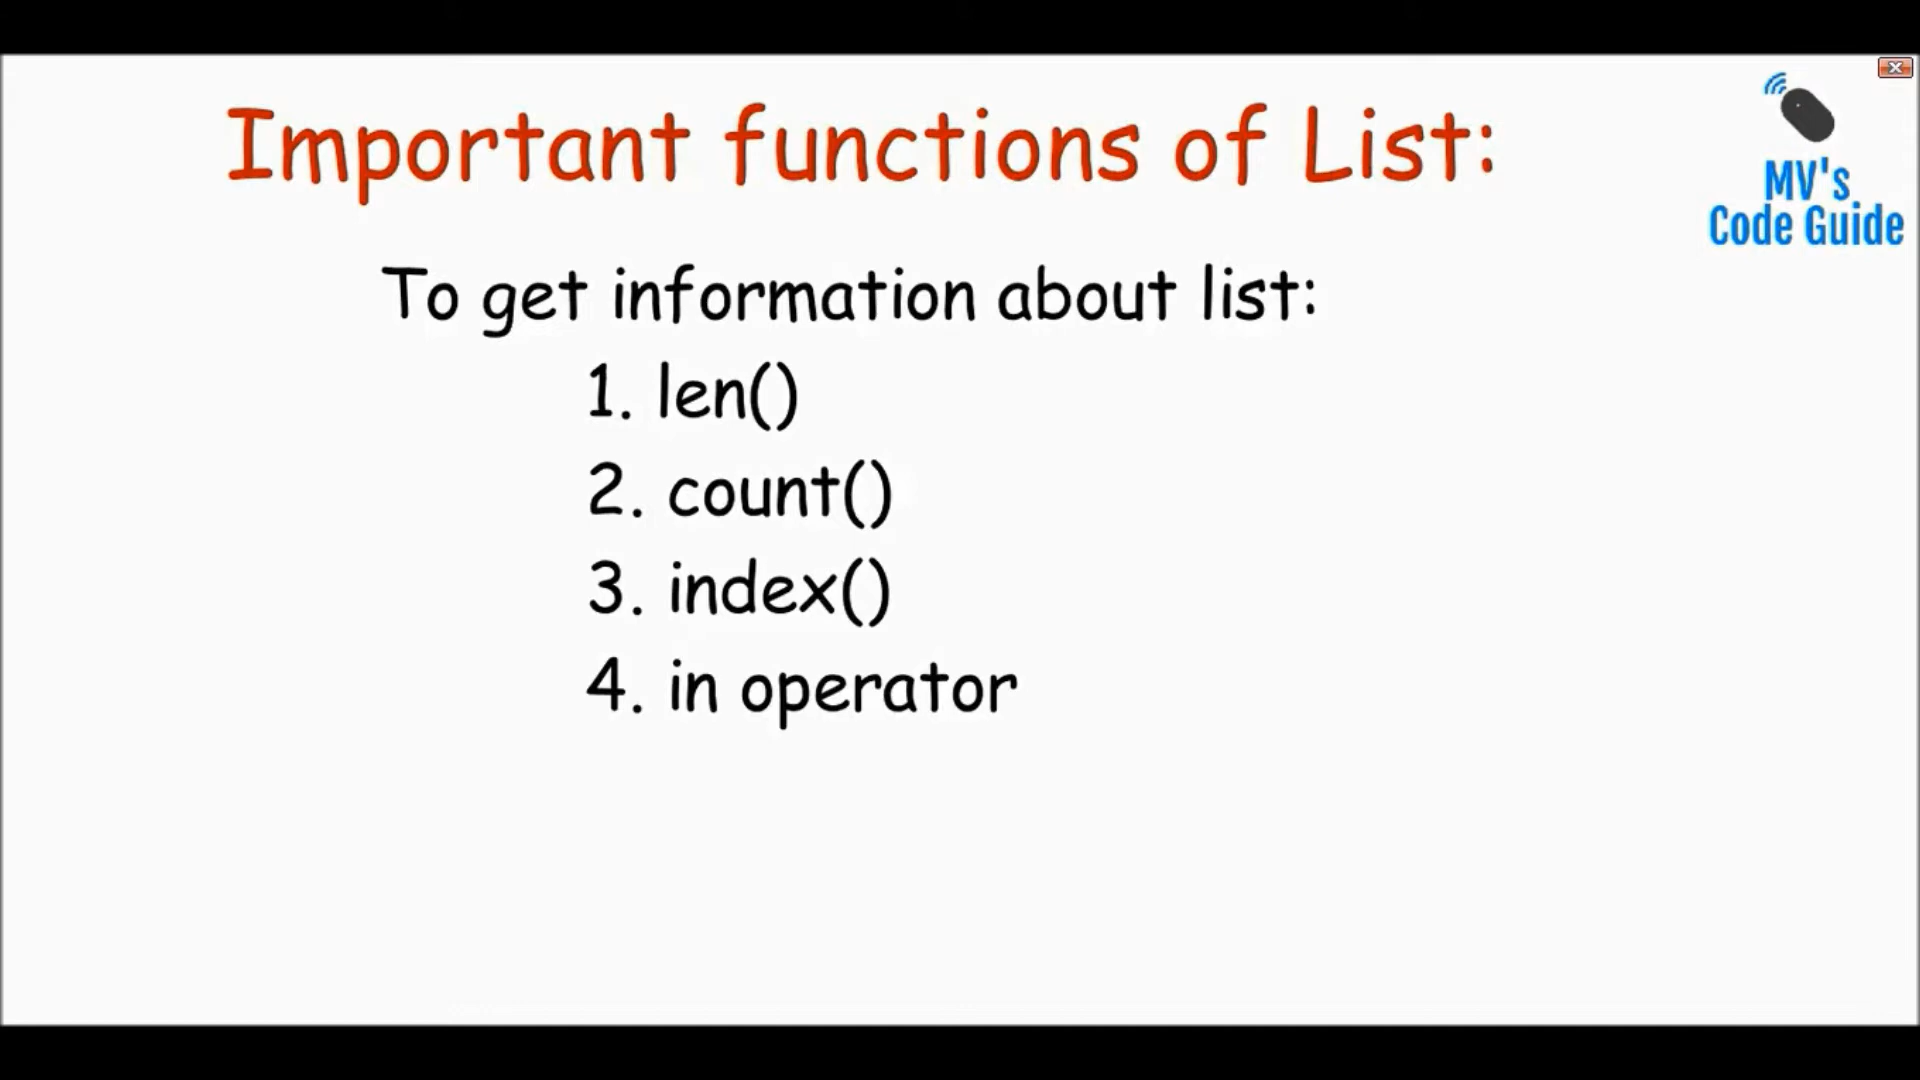 Important functions of List:
MV's
Code Guide
To get information about list:
1. len()
2. count()
3. index()
4. in operator